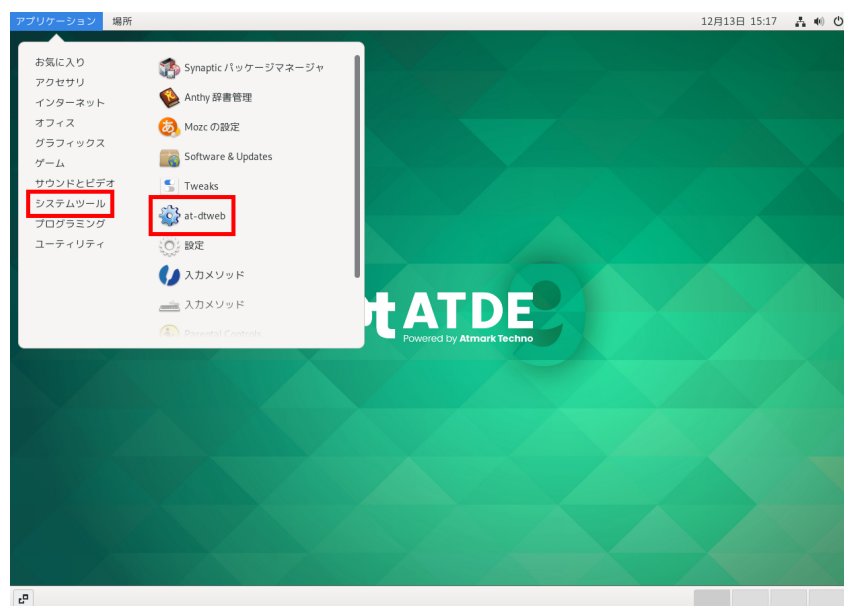 アプリケーション 場所 12月13日 15:17
お気に入り
アクセサリ
インターネット
オフィス
グラフィックス
ゲーム
サウンドとビデオ
システムツール
プログラミング
ユーティリティ
Synaptic パッケージマネージャ
Anthy 辞書管理
Mozc の設定
Software & Updates
Tweaks
at-dtweb
設定
入力メソッド
入力メソッド
Parental Controls
ATDE
9
Powered by Atmark Techno